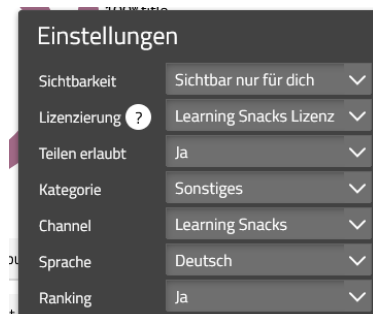 Einstellungen
Sichtbarkeit Sichtbar nur für dich
Lizenzierung ? Learning Snacks Lizenz
Teilen erlaubt Ja
Kategorie Sonstiges
Channel Learning Snacks
Sprache Deutsch
Ranking Ja